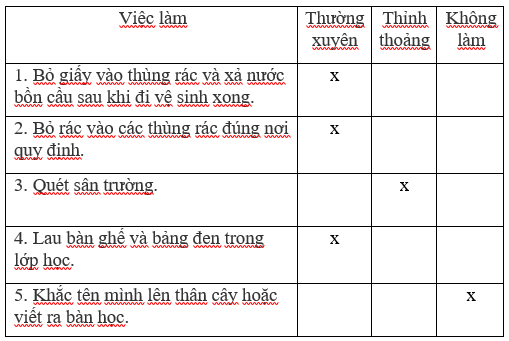 Việc làm
Thường
xuyên
Thỉnh
thoảng
Không
làm
1. Bỏ giấy vào thùng rác và xả nước
bồn cầu sau khi đi vệ sinh xong.
x
2. Bỏ rác vào các thùng rác đúng nơi
quy định.
x
3. Quét sân trường.
x
4. Lau bàn ghế và bảng đen trong
lớp học.
x
5. Khắc tên mình lên thân cây hoặc
viết ra bàn học.
x